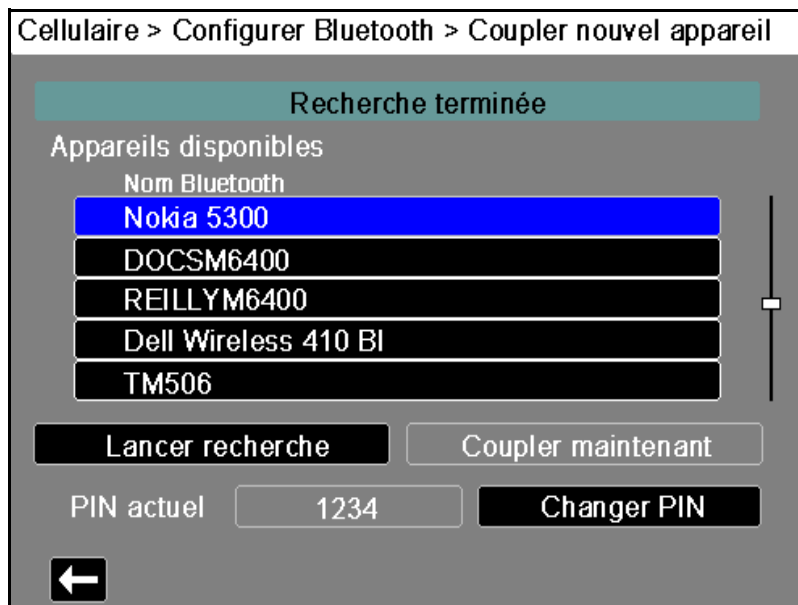 Cellulaire > Configurer Bluetooth > Coupler nouvel appareil
Recherche terminée
Appareils disponibles
Nom Bluetooth
Nokia 5300
DOCSM6400
REILLYM6400
Dell Wireless 410 Bl
TM506
Lancer recherche
Coupler maintenant
PIN actuel
1234
Changer PIN